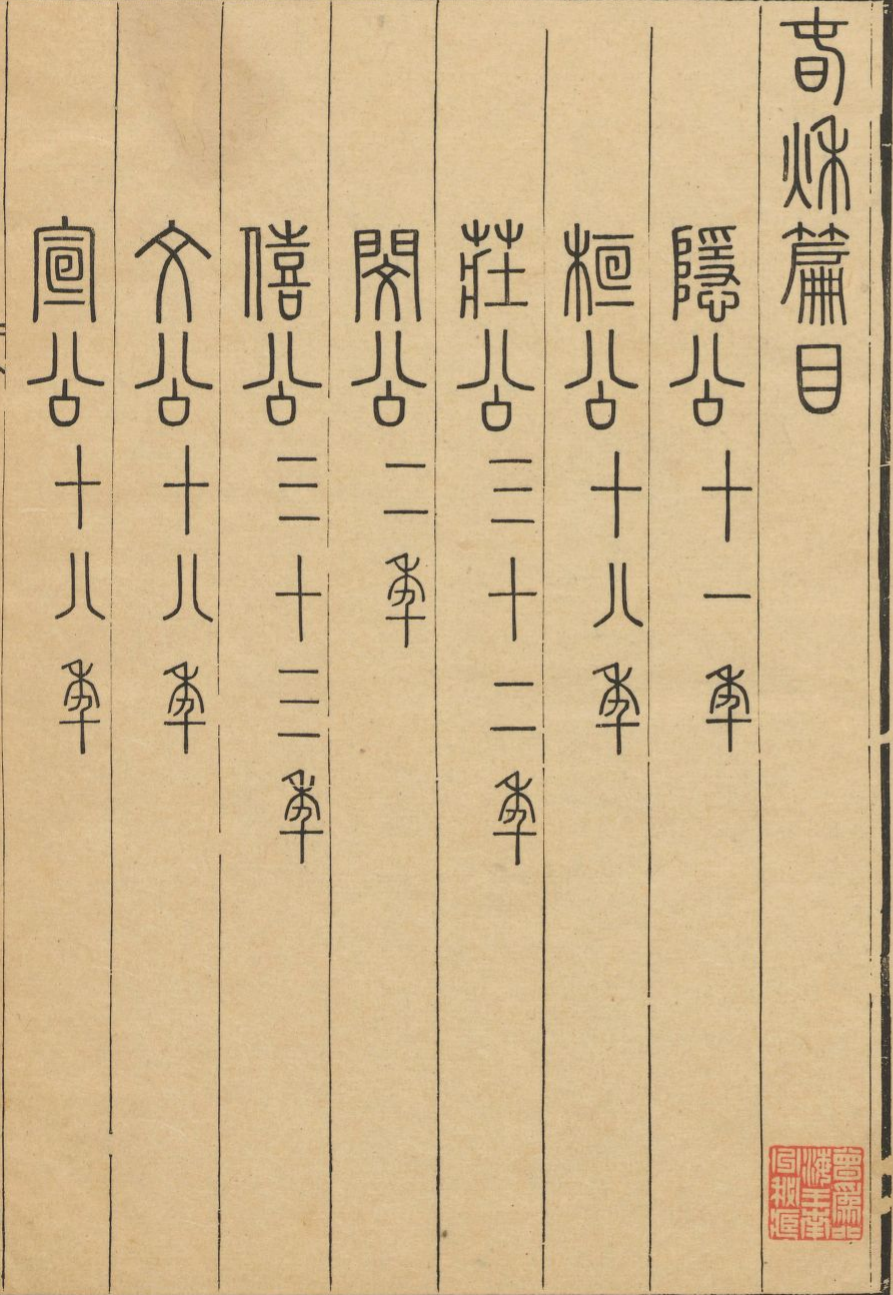 春秋篇目
隱公十一年
桓公十八年
莊公三十二年
閔公二年
僖公三十三年
文公十八年
宣公十八年